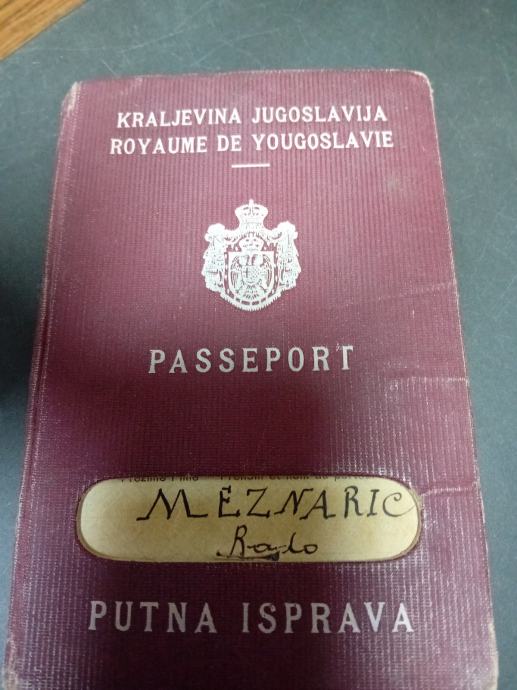 KRALJEVINA JUGOSLAVIJA
ROYAUME DE YOUGOSLAVIE
PASSEPORT
MEZNARIC
Rado
PUTNA ISPRAVA